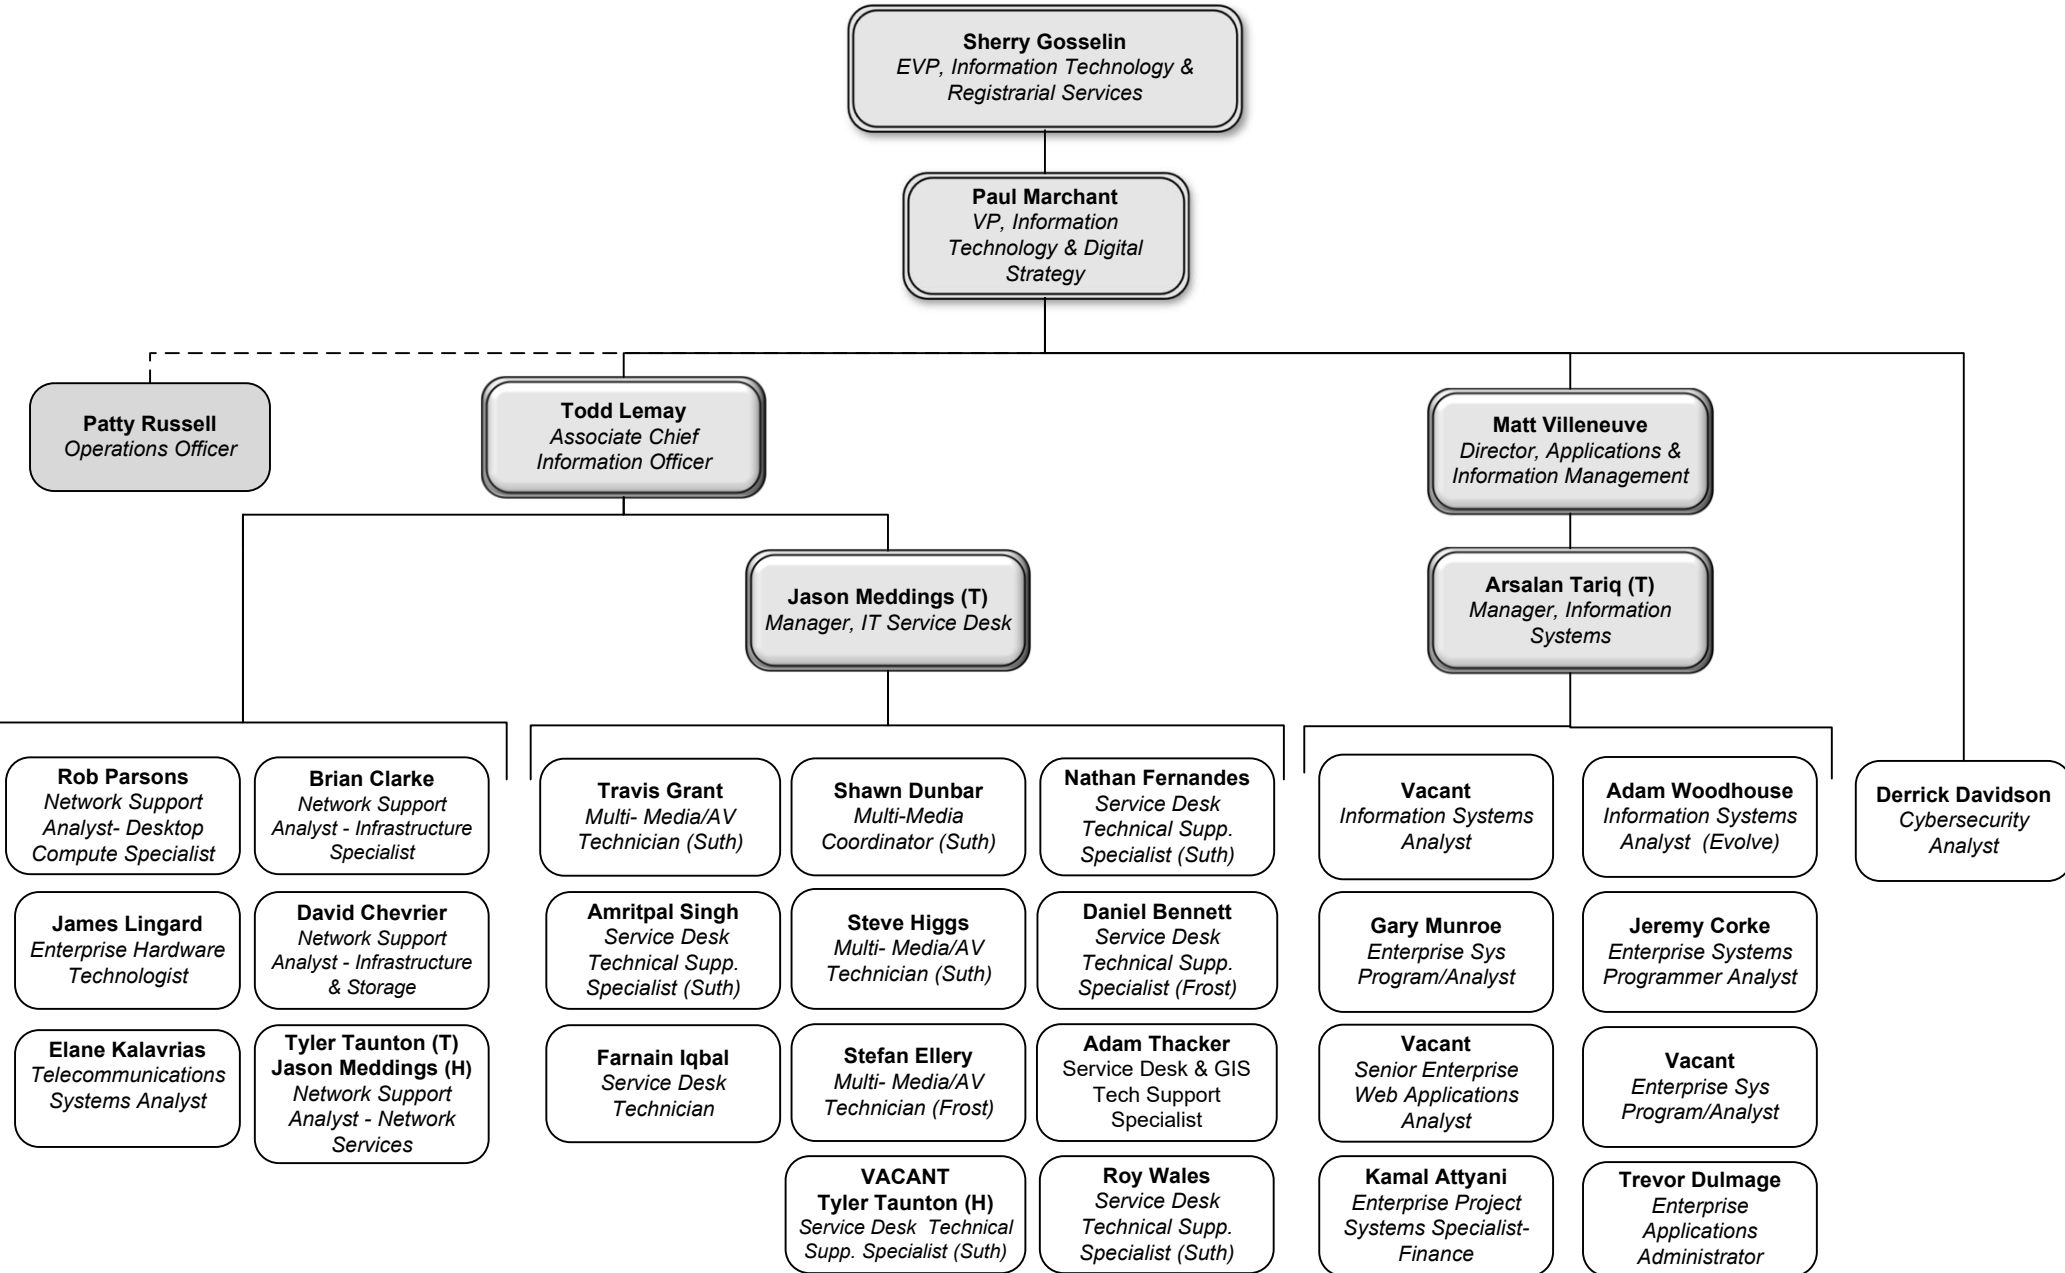 Sherry Gosselin
EVP, Information Technology &
Registrarial Services
Paul Marchant
VP, Information
Technology & Digital
Strategy
Patty Russell
Operations Officer
Todd Lemay
Associate Chief
Information Officer
Matt Villeneuve
Director, Applications &
Information Management
Jason Meddings (T)
Manager, IT Service Desk
Arsalan Tariq (T)
Manager, Information
Systems
Rob Parsons
Network Support
Analyst- Desktop
Compute Specialist
Brian Clarke
Network Support
Analyst - Infrastructure
Specialist
Travis Grant
Multi- Media/AV
Technician (Suth)
Shawn Dunbar
Multi-Media
Coordinator (Suth)
Nathan Fernandes
Service Desk
Technical Supp.
Specialist (Suth)
Vacant
Information Systems
Analyst
Adam Woodhouse
Information Systems
Analyst (Evolve)
Derrick Davidson
Cybersecurity
Analyst
James Lingard
Enterprise Hardware
Technologist
David Chevrier
Network Support
Analyst - Infrastructure
& Storage
Amritpal Singh
Service Desk
Technical Supp.
Specialist (Suth)
Steve Higgs
Multi- Media/AV
Technician (Suth)
Daniel Bennett
Service Desk
Technical Supp.
Specialist (Frost)
Gary Munroe
Enterprise Sys
Program/Analyst
Jeremy Corke
Enterprise Systems
Programmer Analyst
Elane Kalavrias
Telecommunications
Systems Analyst
Tyler Taunton (T)
Jason Meddings (H)
Network Support
Analyst - Network
Services
Farnain Iqbal
Service Desk
Technician
Stefan Ellery
Multi- Media/AV
Technician (Frost)
Adam Thacker
Service Desk & GIS
Tech Support
Specialist
Vacant
Senior Enterprise
Web Applications
Analyst
Vacant
Enterprise Sys
Program/Analyst
VACANT
Tyler Taunton (H)
Service Desk Technical
Supp. Specialist (Suth)
Roy Wales
Service Desk
Technical Supp.
Specialist (Suth)
Kamal Attyani
Enterprise Project
Systems Specialist-
Finance
Trevor Dulmage
Enterprise
Applications
Administrator